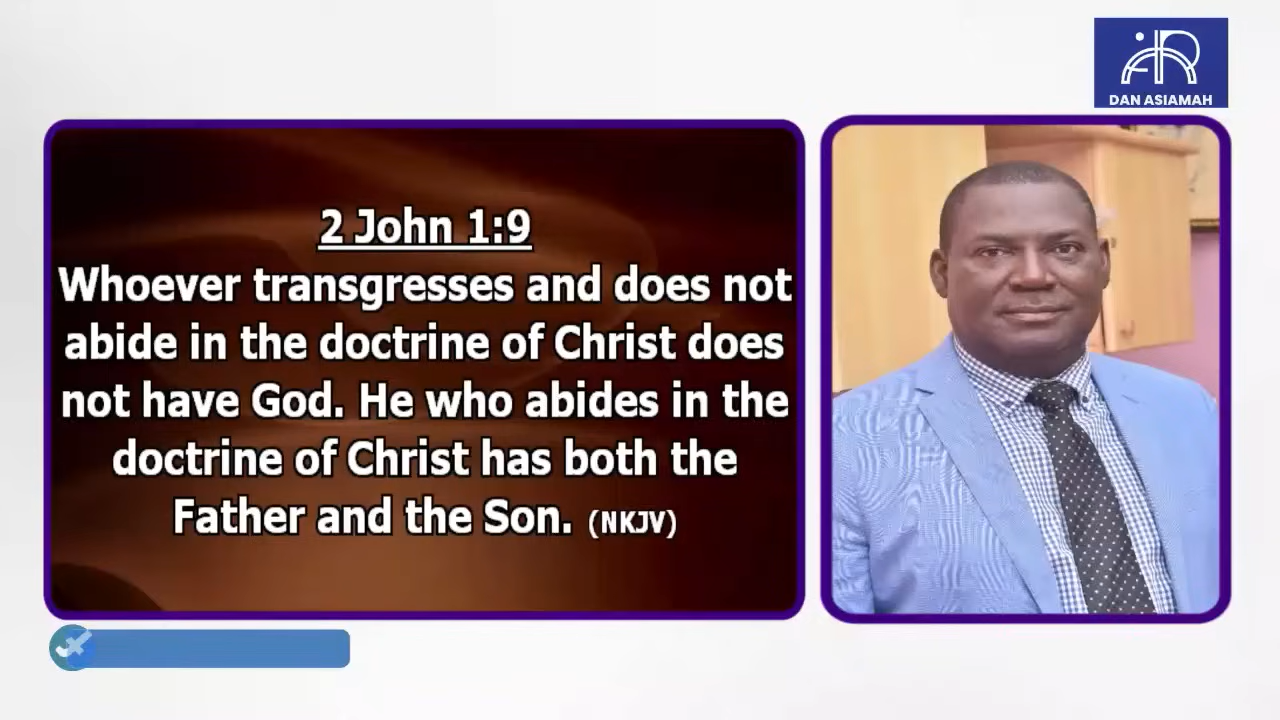 DAN ASIAMAH
2 John 1:9
Whoever transgresses and does not
abide in the doctrine of Christ does
not have God. He who abides in the
doctrine of Christ has both the
Father and the Son. (NKJV)